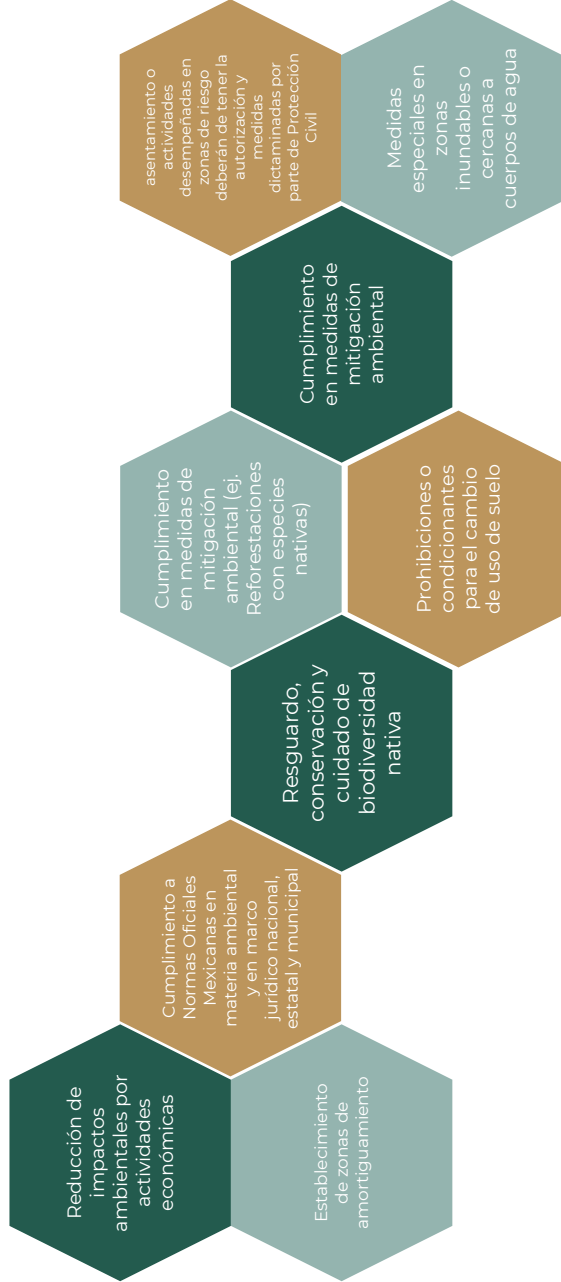 Reducción de
impactos
ambientales por
actividades
económicas
Establecimiento
de zonas de
amortiguamiento
Cumplimiento a
Normas Oficiales
Mexicanas en
materia ambiental
y en marco
jurídico nacional,
estatal y municipal
Resguardo,
conservación y
cuidado de
biodiversidad
nativa
Cumplimiento
en medidas de
mitigación
ambiental (ej.
Reforestaciones
con especies
nativas)
Prohibiciones o
condicionantes
para el cambio
de uso de suelo
Cumplimiento
en medidas de
mitigación
ambiental
asentamiento o
actividades
desempeñadas en
zonas de riesgo
deberán de tener la
autorización y
medidas
dictaminadas por
parte de Protección
Civil
Medidas
especiales en
zonas
inundables o
cercanas a
cuerpos de agua